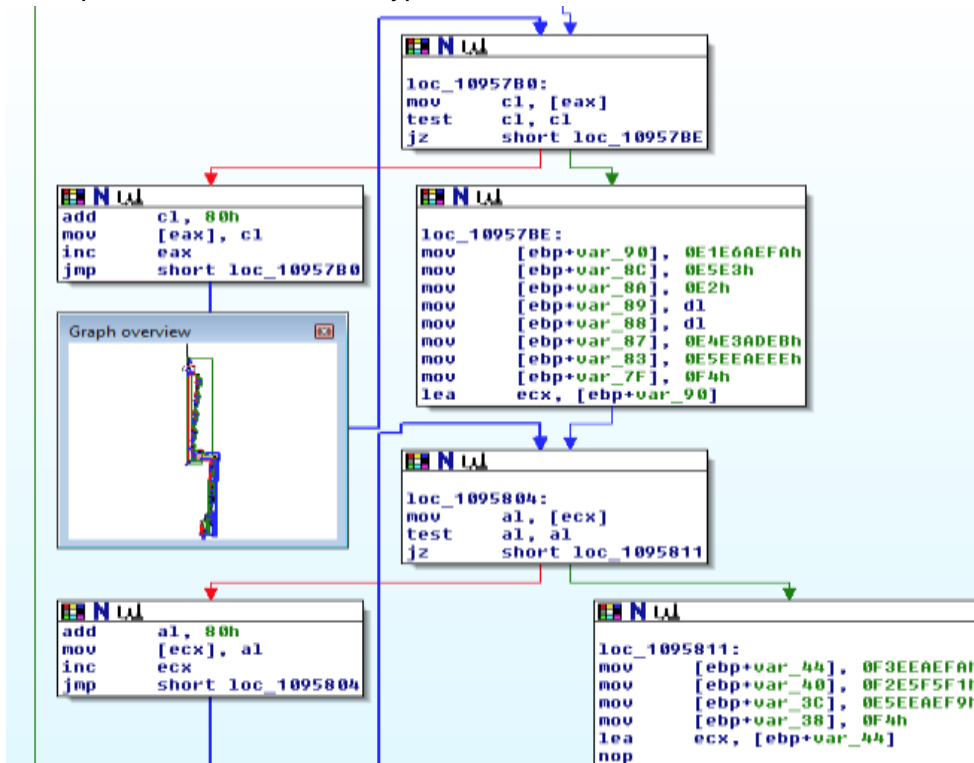 loc_10957B0:
mov cl, [eax]
test cl, cl
jz short loc_10957BE
add cl, 80h
mov [eax], cl
inc eax
jmp short loc_10957B0
loc_10957BE:
mov [ebp+var_90], 0E1E6AEFAh
mov [ebp+var_8C], 0E5E3h
mov [ebp+var_8A], 0E2h
mov [ebp+var_89], dl
mov [ebp+var_88], dl
mov [ebp+var_87], 0E4E3ADEBh
mov [ebp+var_83], 0E5EEAEEEh
mov [ebp+var_7F], 0F4h
lea ecx, [ebp+var_90]
Graph overview
loc_1095804:
mov al, [ecx]
test al, al
jz short loc_1095811
add al, 80h
mov [ecx], al
inc ecx
jmp short loc_1095804
loc_1095811:
mov [ebp+var_44], 0F3EEAEFAh
mov [ebp+var_40], 0F2E5F5F1h
mov [ebp+var_3C], 0E5EEAEF9h
mov [ebp+var_38], 0F4h
lea ecx, [ebp+var_44]
nop